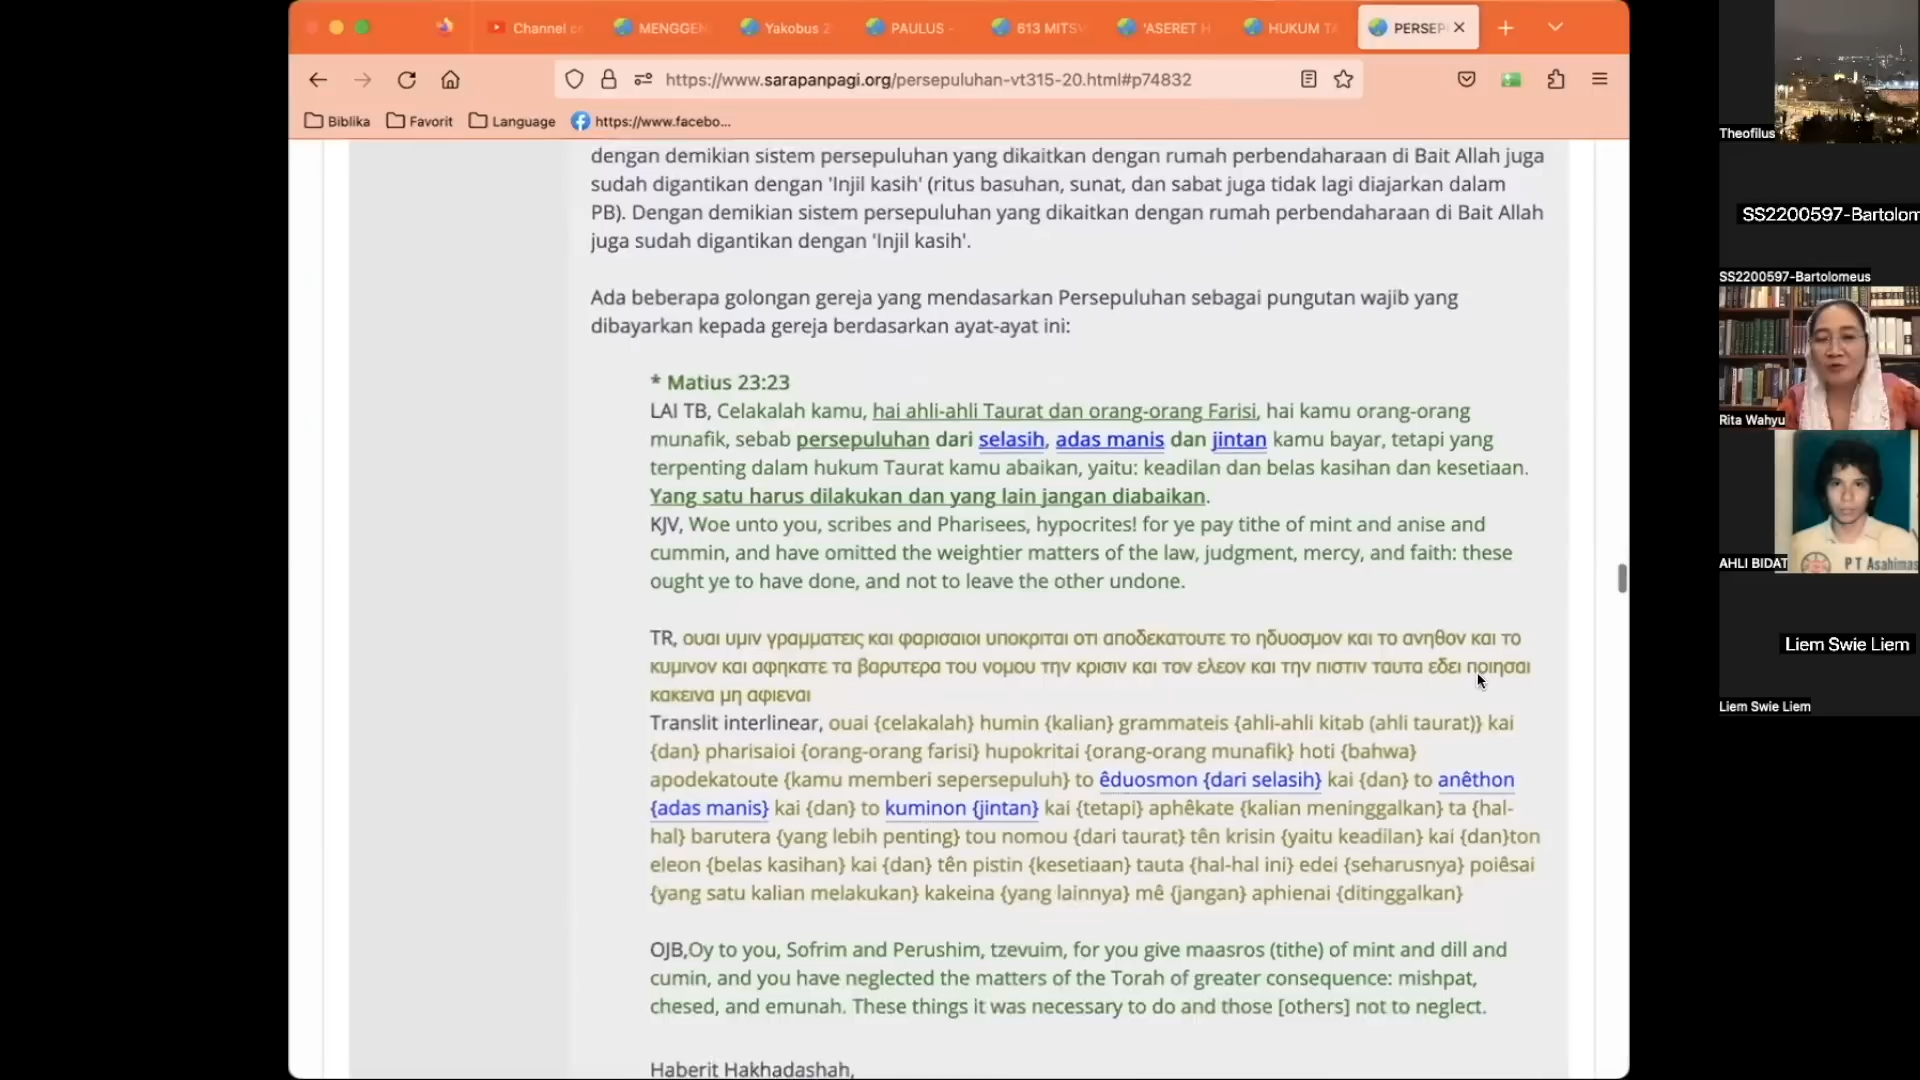 Channel c
MENGGEN
Yakobus 2
PAULUS -
613 MITS
'ASERET H
HUKUM TA
PERSEP
https://www.sarapanpagi.org/persepuluhan-vt315-20.html#p74832
Biblika
Favorit
Language
https://www.facebo...
dengan demikian sistem persepuluhan yang dikaitkan dengan rumah perbendaharaan di Bait Allah juga
sudah digantikan dengan 'Injil kasih' (ritus basuhan, sunat, dan sabat juga tidak lagi diajarkan dalam
PB). Dengan demikian sistem persepuluhan yang dikaitkan dengan rumah perbendaharaan di Bait Allah
juga sudah digantikan dengan 'Injil kasih'.
Ada beberapa golongan gereja yang mendasarkan Persepuluhan sebagai pungutan wajib yang
dibayarkan kepada gereja berdasarkan ayat-ayat ini:
* Matius 23:23
LAI TB, Celakalah kamu, hai ahli-ahli Taurat dan orang-orang Farisi, hai kamu orang-orang
munafik, sebab persepuluhan dari selasih, adas manis dan jintan kamu bayar, tetapi yang
terpenting dalam hukum Taurat kamu abaikan, yaitu: keadilan dan belas kasihan dan kesetiaan.
Yang satu harus dilakukan dan yang lain jangan diabaikan.
KJV, Woe unto you, scribes and Pharisees, hypocrites! for ye pay tithe of mint and anise and
cummin, and have omitted the weightier matters of the law, judgment, mercy, and faith: these
ought ye to have done, and not to leave the other undone.
TR, ουαι υμιν γραμματεις και φαρισαιοι υποκριται οτι αποδεκατουτε το ηδυοσμον και το ανηθον και το
κυμινον και αφηκατε τα βαρυτερα του νομου την κρισιν και τον ελεον και την πιστιν ταυτα εδει ποιησαι
κακεινα μη αφιεναι
Translit interlinear, ouai {celakalah} humin {kalian} grammateis {ahli-ahli kitab (ahli taurat)} kai
{dan} pharisaioi {orang-orang farisi} hupokritai {orang-orang munafik} hoti {bahwa}
apodekatoute {kamu memberi sepersepuluh} to êduosmon {dari selasih} kai {dan} to anêthon
{adas manis} kai {dan} to kuminon {jintan} kai {tetapi} aphêkate {kalian meninggalkan} ta {hal-
hal} barutera {yang lebih penting} tou nomou {dari taurat} tên krisin {yaitu keadilan} kai {dan}ton
eleon {belas kasihan} kai {dan} tên pistin {kesetiaan} tauta {hal-hal ini} edei {seharusnya} poiêsai
{yang satu kalian melakukan} kakeina {yang lainnya} mê {jangan} aphienai {ditinggalkan}
OJB,Oy to you, Sofrim and Perushim, tzevuim, for you give maasros (tithe) of mint and dill and
cumin, and you have neglected the matters of the Torah of greater consequence: mishpat,
chesed, and emunah. These things it was necessary to do and those [others] not to neglect.
Haberit Hakhadashah,
Theofilus
SS2200597-Bartolom
SS2200597-Bartolomeus
Rita Wahyu
PT Asahimas
AHLI BIDAT
Liem Swie Liem
Liem Swie Liem